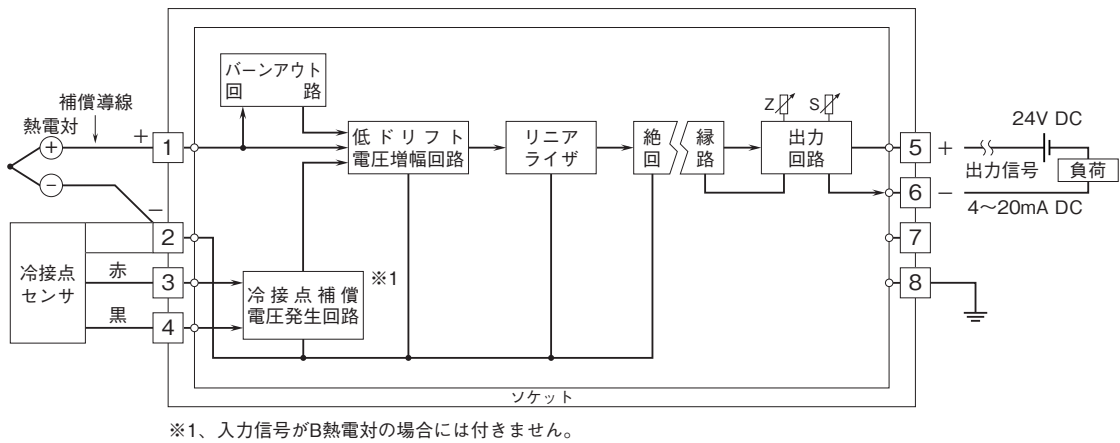 補償導線
熱電対
+
+
−
−
1
2
3
4
赤
黒
冷接点
センサ
バーンアウト
回 路
低ドリフト
電圧増幅回路
リニア
ライザ
絶 縁
回 路
Z
S
出力
回路
冷接点補償
電圧発生回路
※1
5
6
7
8
+
−
24V DC
出力信号
負荷
4〜20mA DC
ソケット
※1、入力信号がB熱電対の場合には付きません。